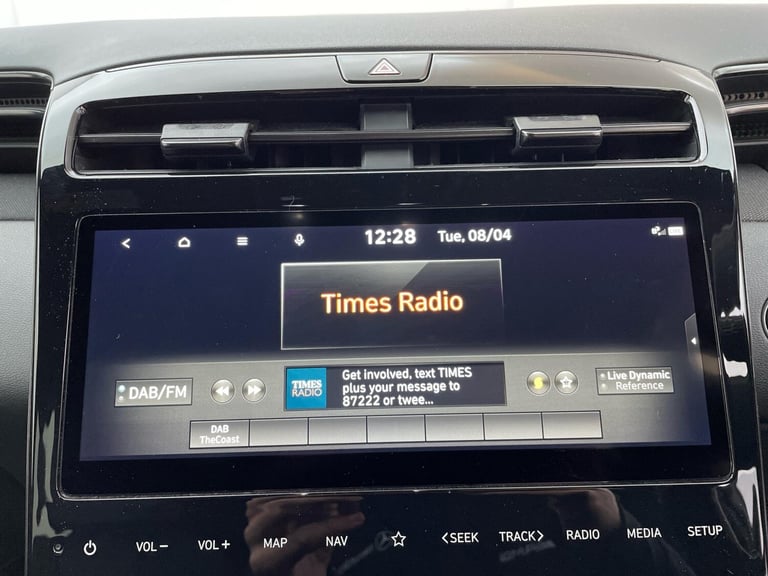 12:28 Tue, 08/04
Times Radio
DAB/FM
TIMES
RADIO
Get involved, text TIMES
plus your message to
87222 or twee...
Live Dynamic
Reference
DAB
TheCoast
VOL− VOL+ MAP NAV <SEEK TRACK> RADIO MEDIA SETUP